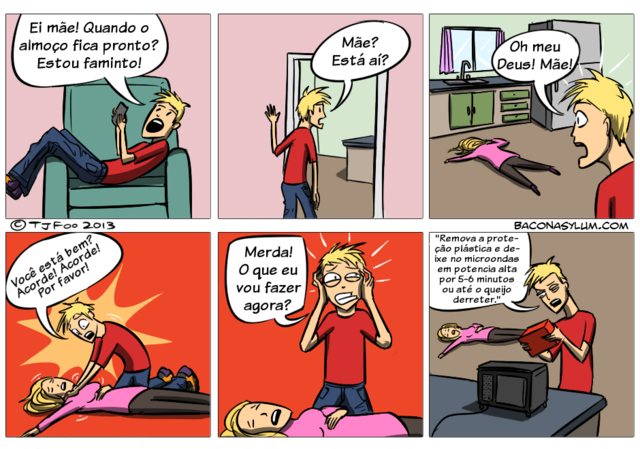 Ei mãe! Quando o
almoço fica pronto?
Estou faminto!
Mãe?
Está aí?
Oh meu
Deus! Mãe!
© TJFoo 2013
BACONASYLUM.COM
Você está bem?
Acorde! Acorde!
Por favor!
Merda!
O que eu
vou fazer
agora?
"Remova a prote-
ção plástica e dei-
xe no microondas
em potencia alta
por 5-6 minutos
ou até o queijo
derreter."